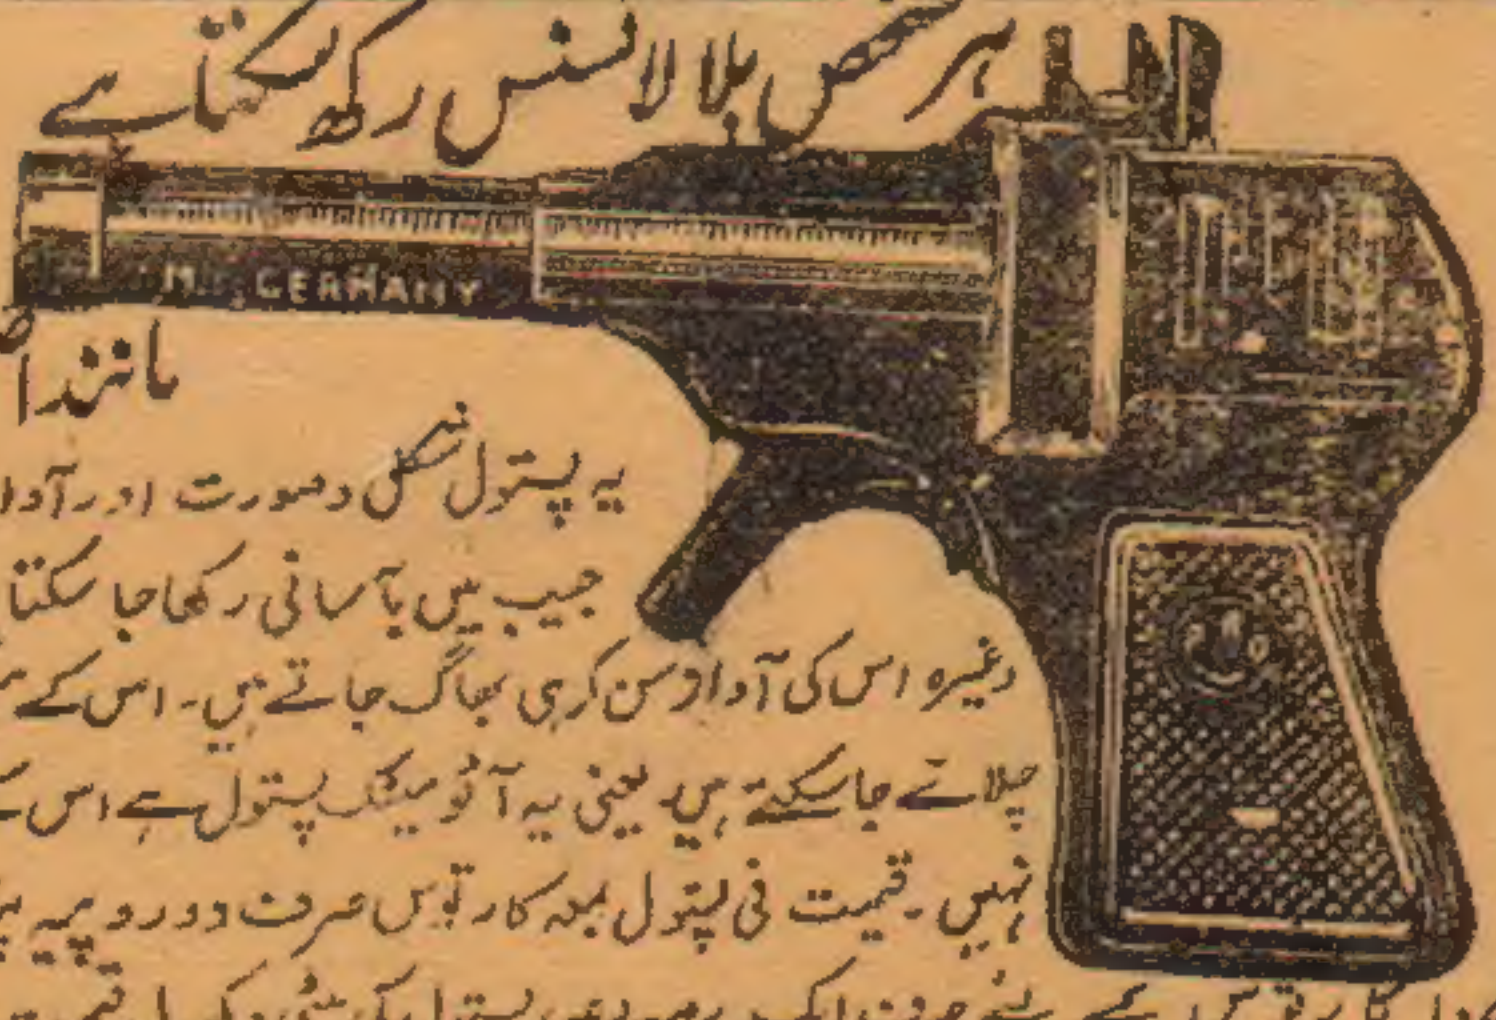 ہر شخص بلا لائسنس رکھ سکتا ہے
M. GERMANY
مانند
یہ پستول شکل و صورت اور
جیب میں بآسانی رکھا جا سکتا
وغیرہ اس کی آواز سن کر ہی بھاگ جاتے ہیں۔ اس کے
چلائے جا سکتے ہیں۔ یعنی یہ آٹومیٹک پستول ہے اس
نہیں۔ قیمت فی پستول بمعہ کارتوس صرف دو روپیہ